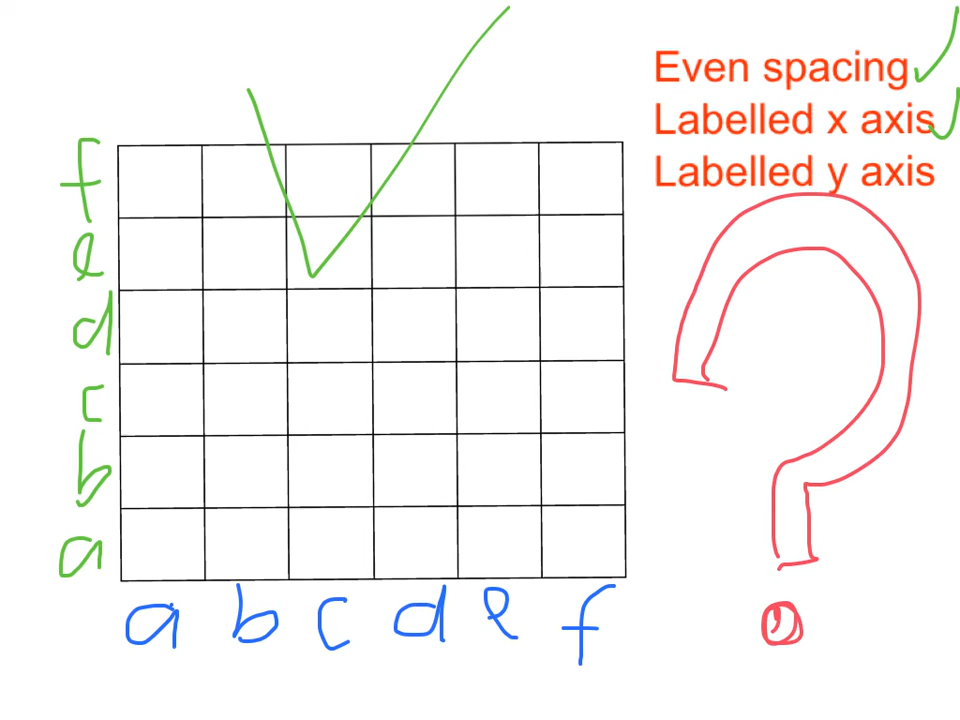 Even spacing
Labelled x axis
Labelled y axis
f
e
d
c
b
a
a b c d e f